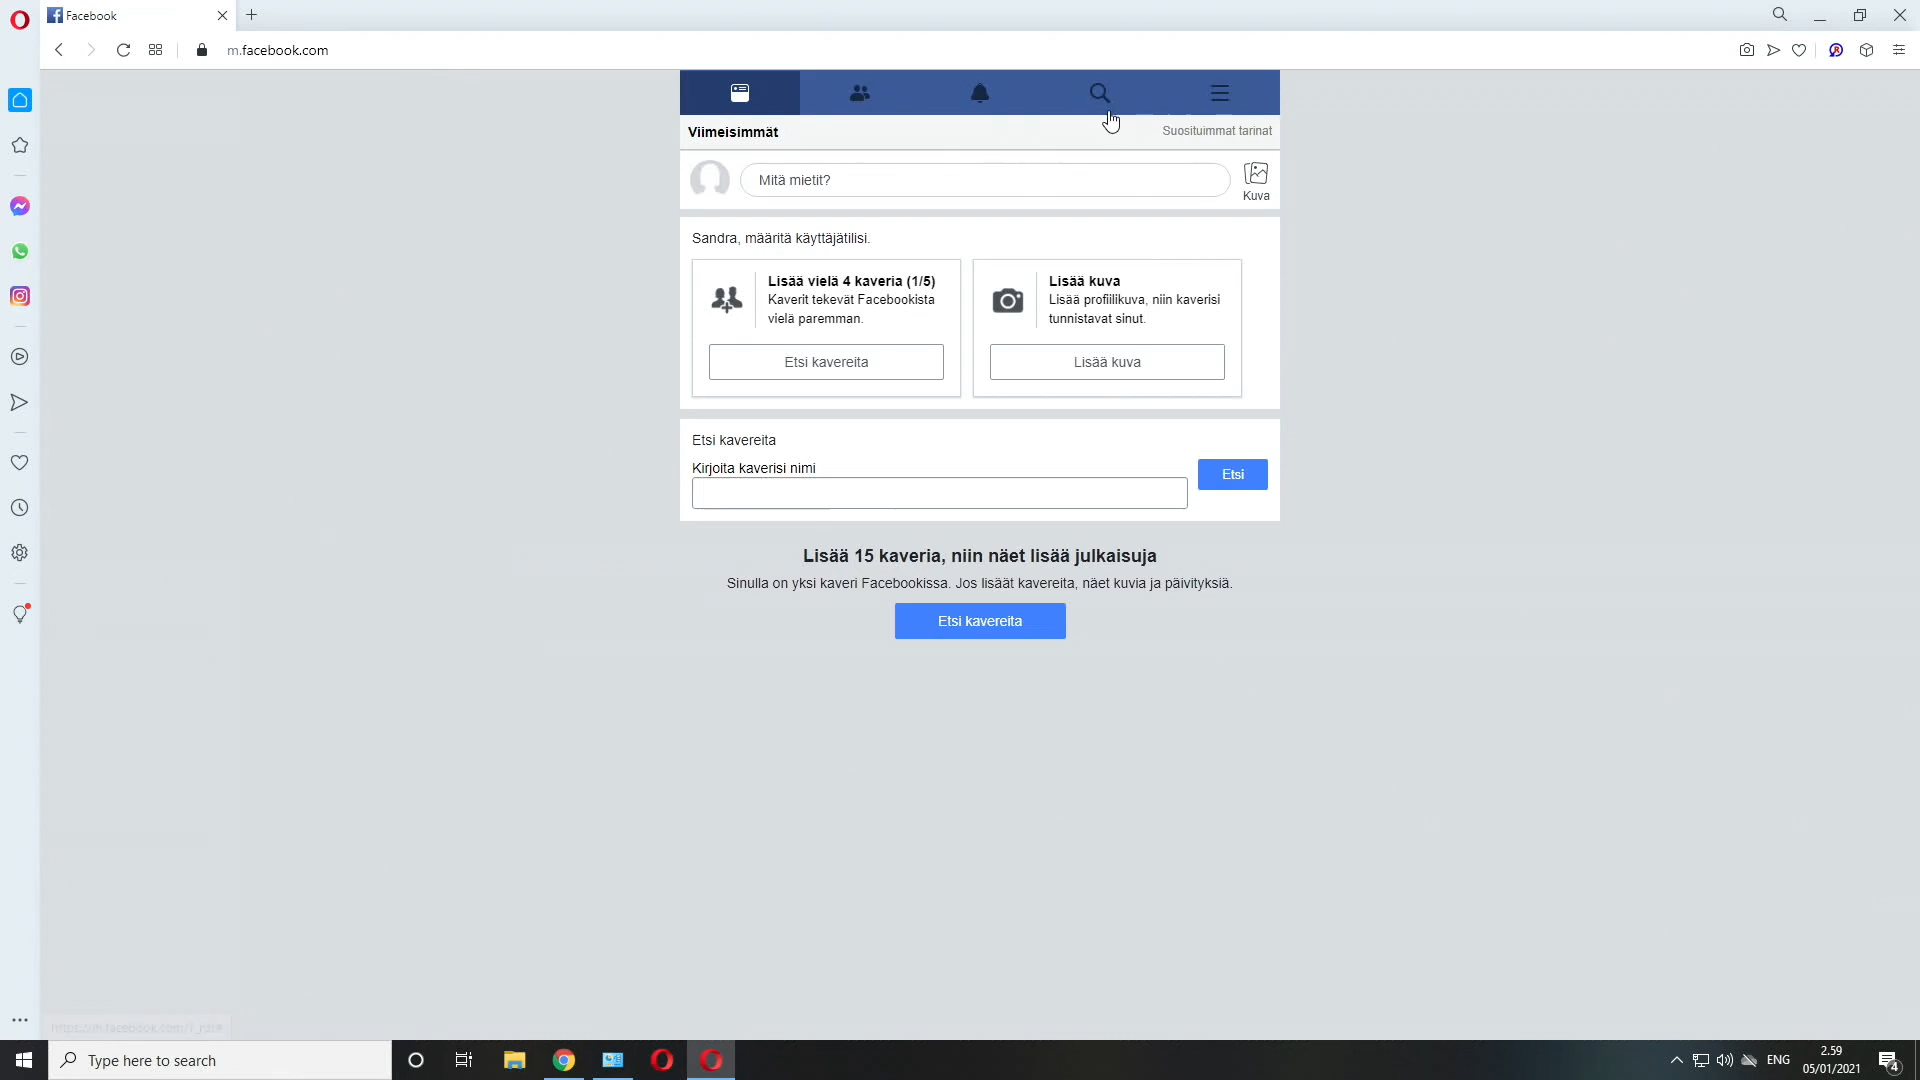 Facebook
m.facebook.com
Viimeisimmät
Suosituimmat tarinat
Mitä mietit?
Kuva
Sandra, määritä käyttäjätilisi.
Lisää vielä 4 kaveria (1/5)
Kaverit tekevät Facebookista
vielä paremman.
Etsi kavereita
Lisää kuva
Lisää profiilikuva, niin kaverisi
tunnistavat sinut.
Lisää kuva
Etsi kavereita
Kirjoita kaverisi nimi
Etsi
Lisää 15 kaveria, niin näet lisää julkaisuja
Sinulla on yksi kaveri Facebookissa. Jos lisäät kavereita, näet kuvia ja päivityksiä.
Etsi kavereita
Type here to search
ENG
2.59
05/01/2021
4